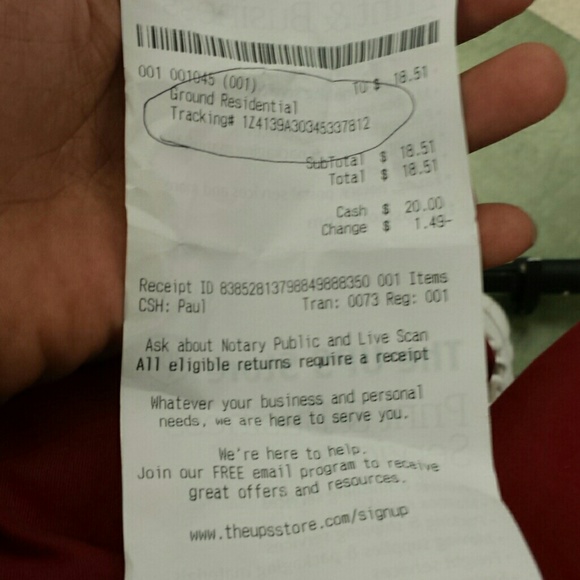 001 001045 (001) TO $ 18.51
Ground Residential
Tracking# 1Z4139A30345337812
SubTotal $ 18.51
Total $ 18.51
Cash $ 20.00
Change $ 1.49-
Receipt ID 83852813798849888350 001 Items
CSH: Paul Tran: 0073 Reg: 001
Ask about Notary Public and Live Scan
All eligible returns require a receipt
Whatever your business and personal
needs, we are here to serve you.
We're here to help.
Join our FREE email program to receive
great offers and resources.
www.theupsstore.com/signup